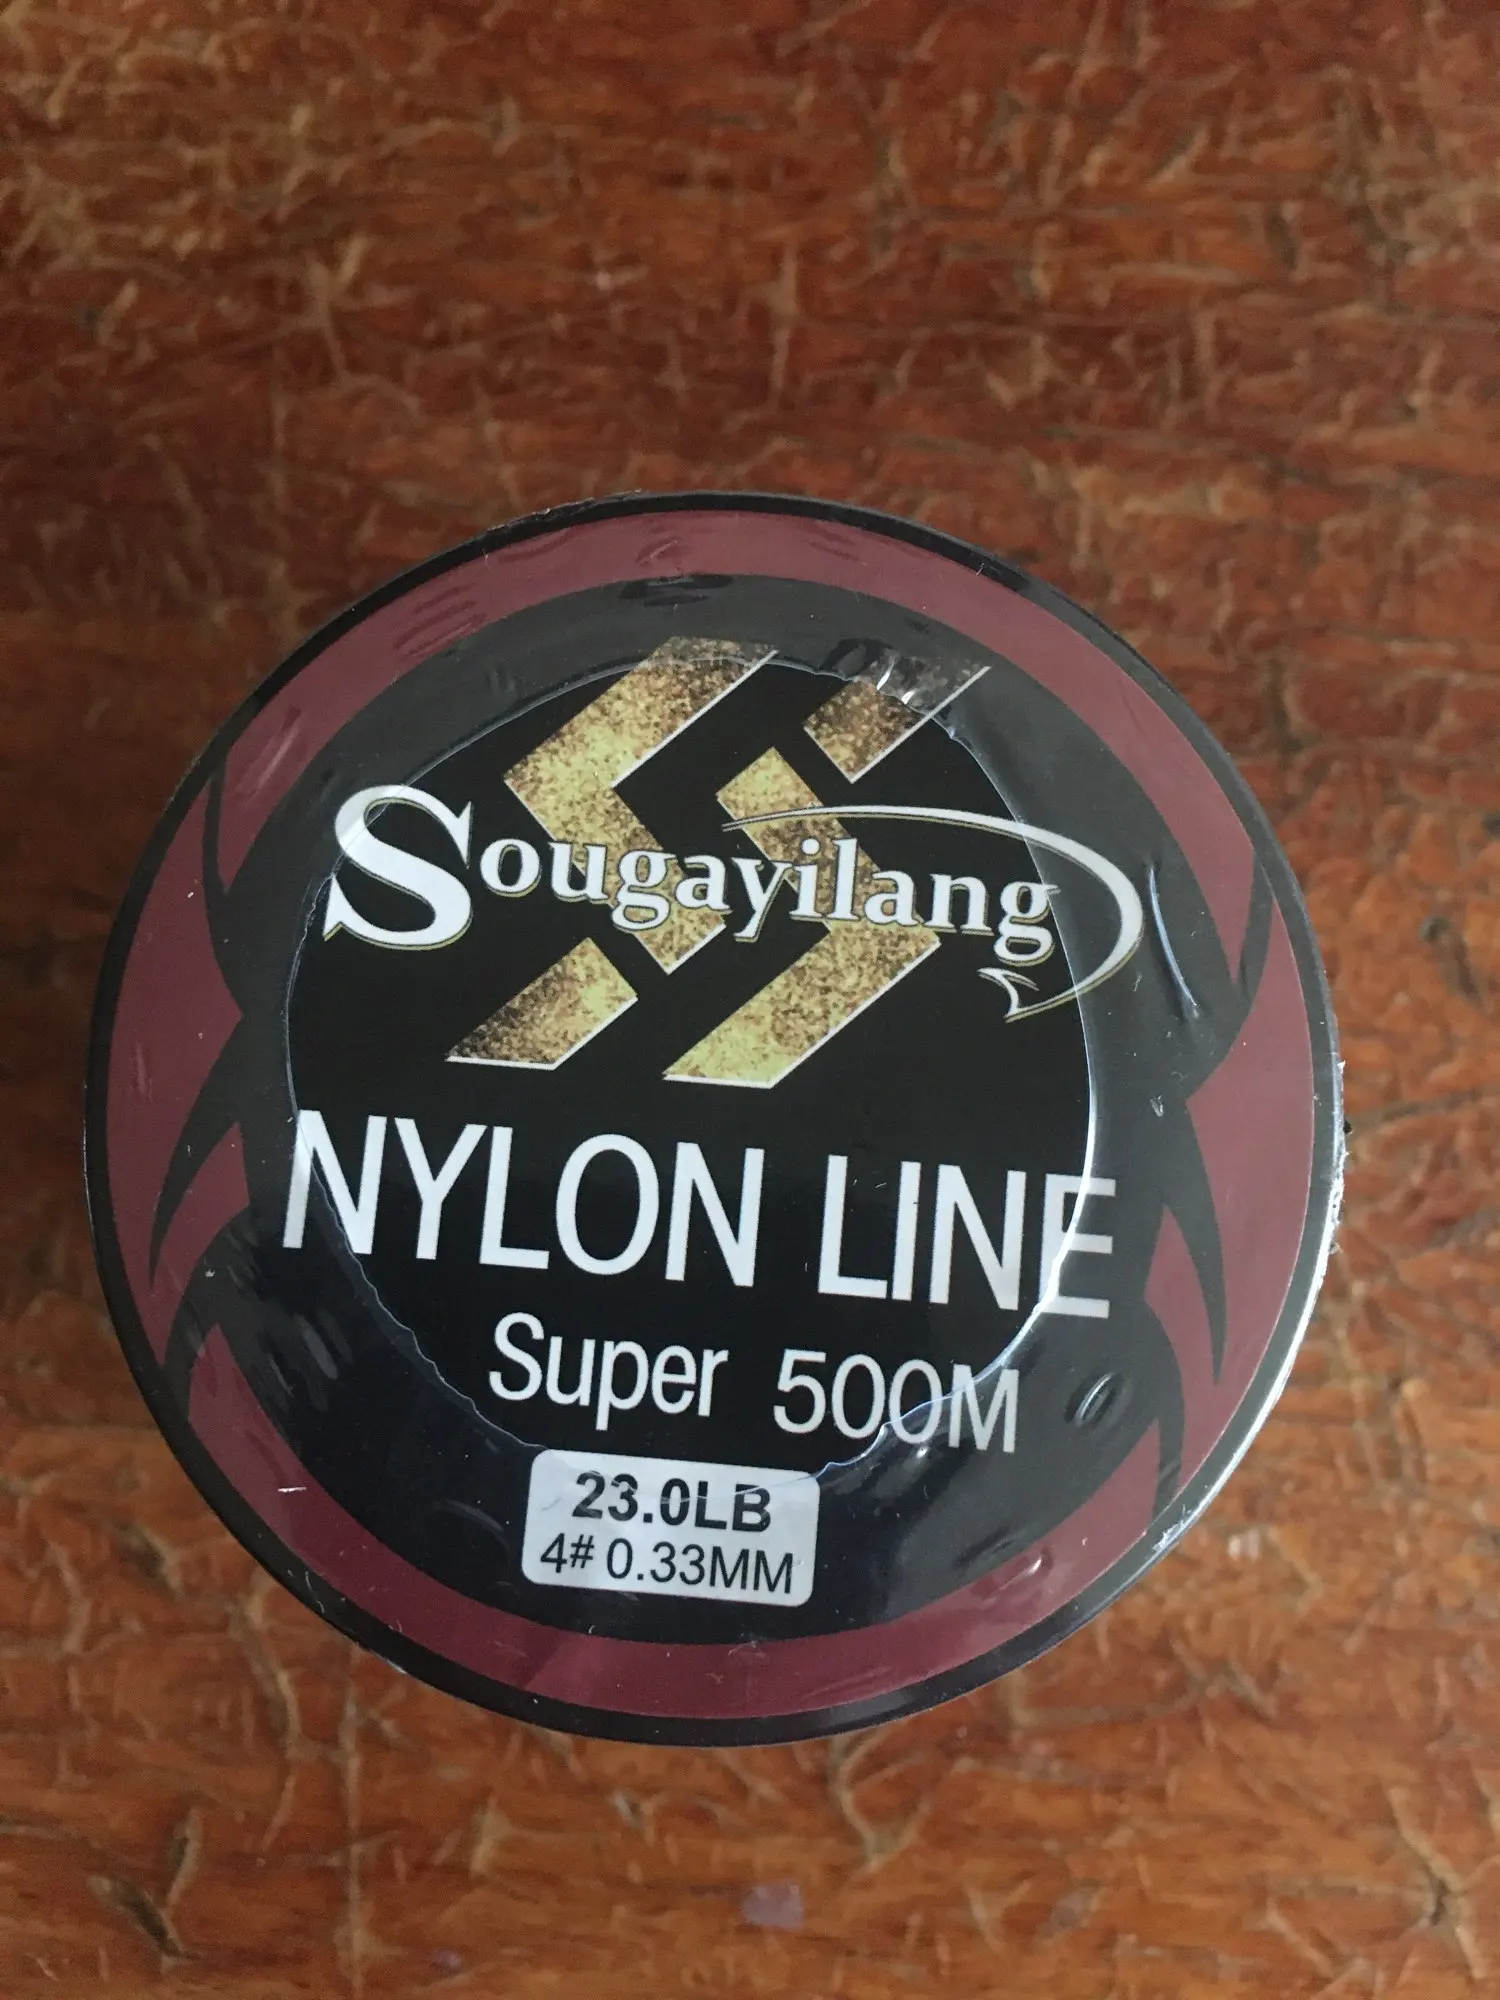 Sougayilang
NYLON LINE
Super 500M
23.0LB
4# 0.33MM